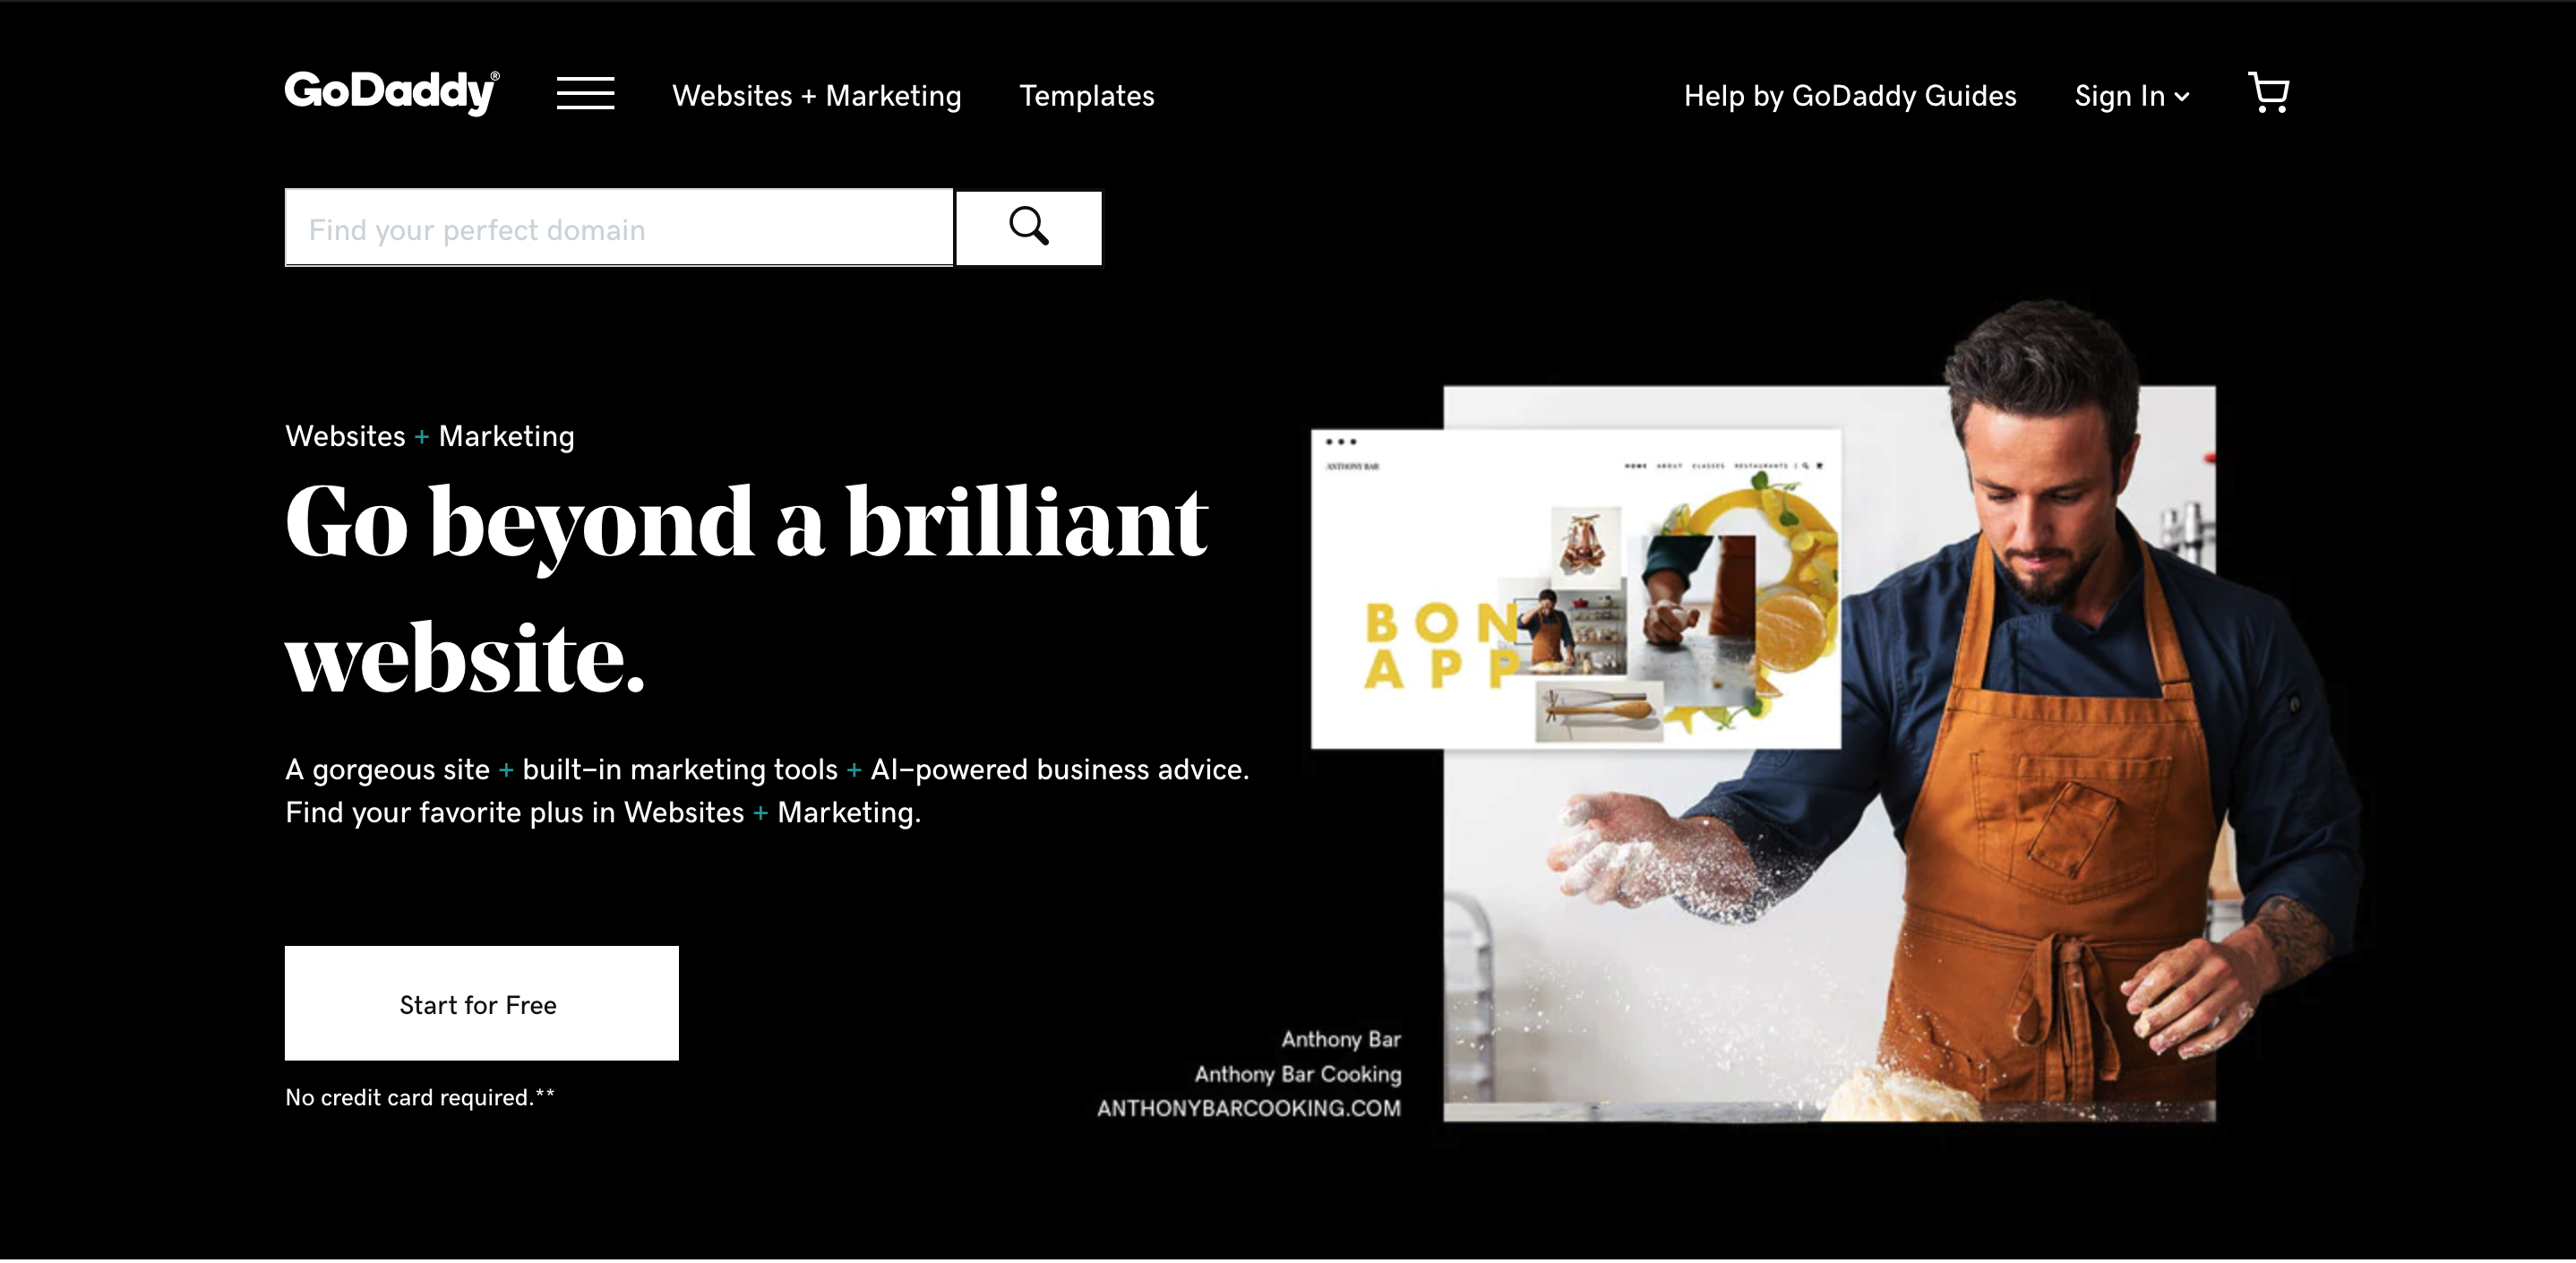 GoDaddy®
Websites + Marketing
Templates
Help by GoDaddy Guides
Sign In
Find your perfect domain
Websites + Marketing
Go beyond a brilliant
website.
A gorgeous site + built-in marketing tools + AI-powered business advice.
Find your favorite plus in Websites + Marketing.
Start for Free
No credit card required.**
ANTHONY BAR
HOME ABOUT CLASSES RESTAURANTS
BON
APP
Anthony Bar
Anthony Bar Cooking
ANTHONYBARCOOKING.COM